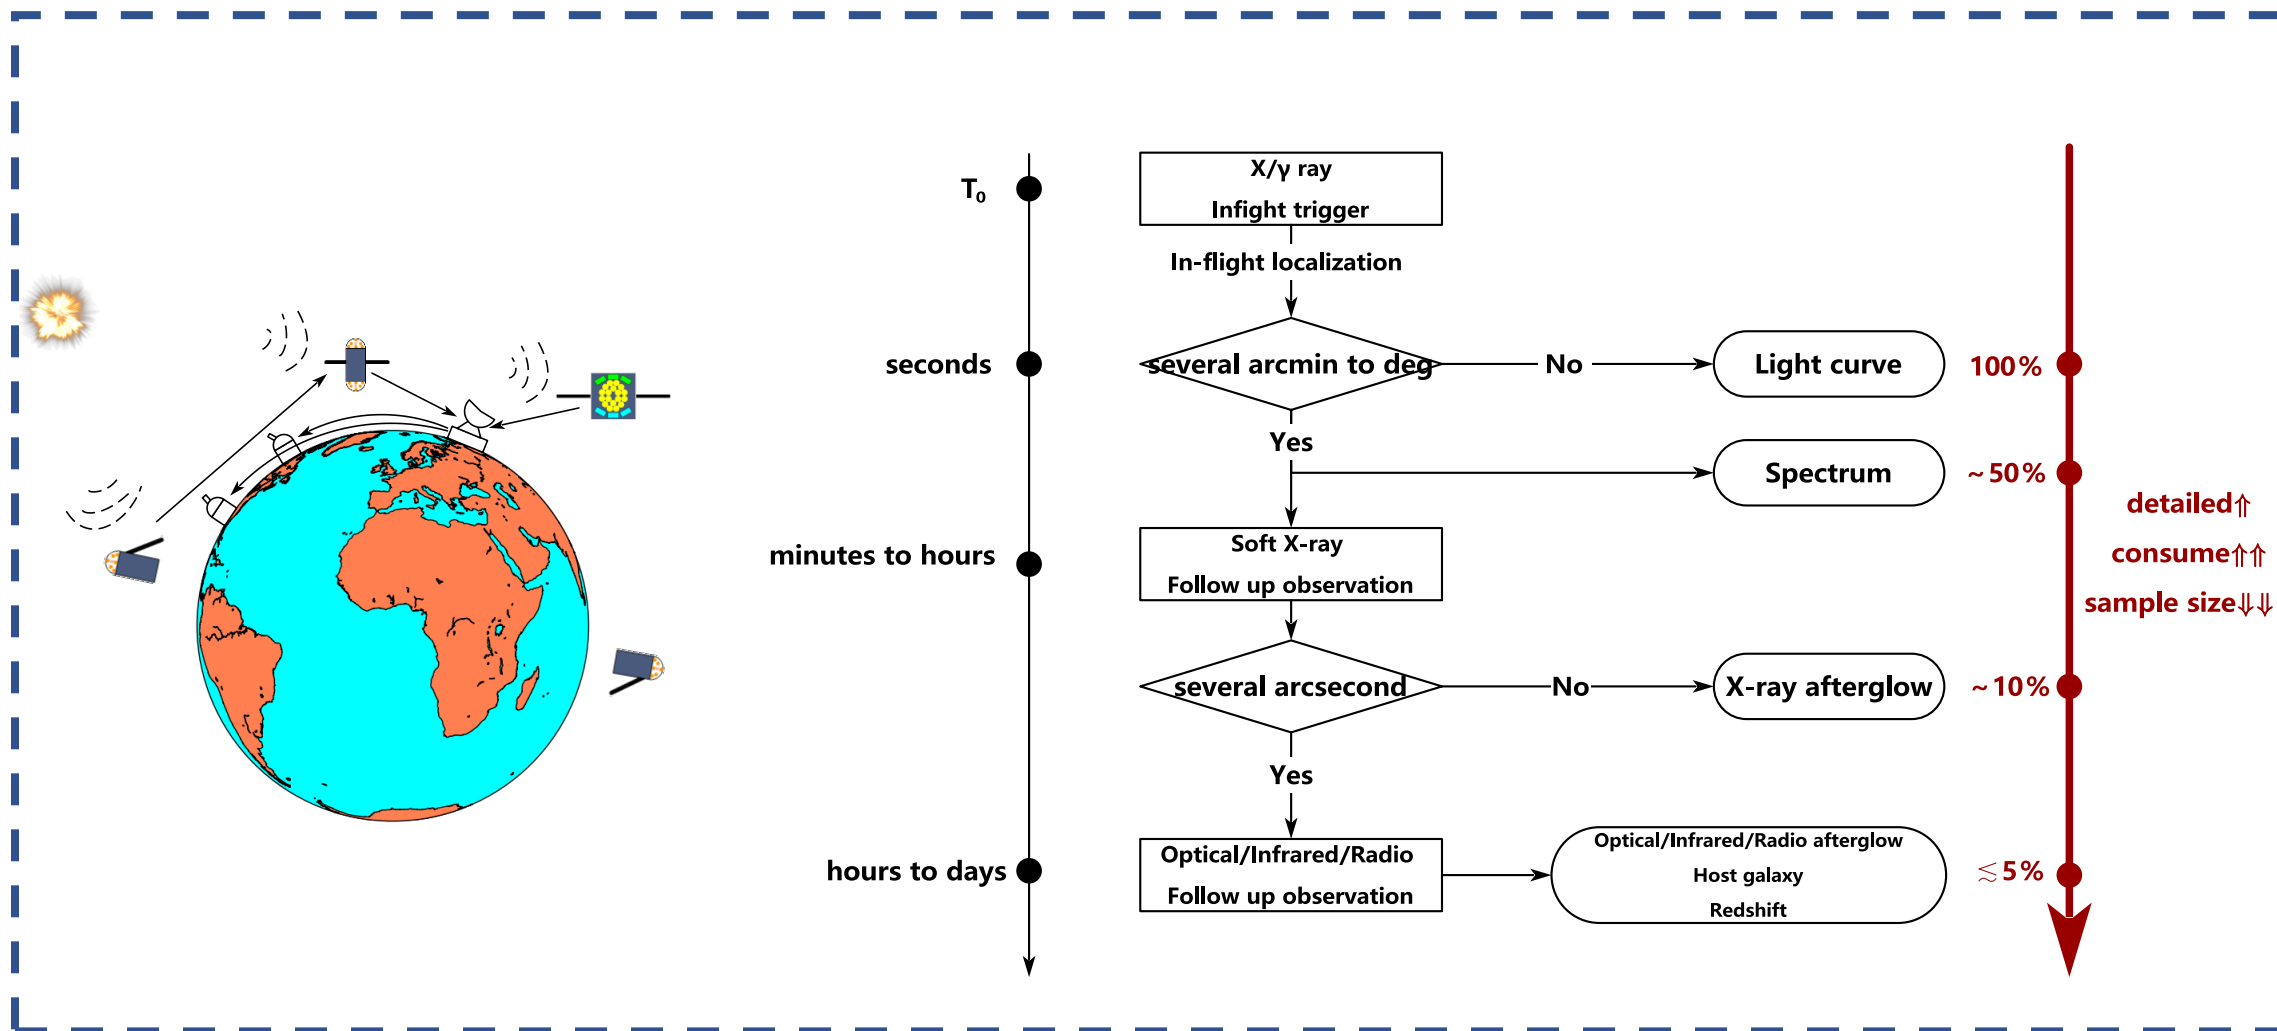 T₀
seconds
minutes to hours
hours to days
X/γ ray
Infight trigger
In-flight localization
several arcmin to deg
No
Light curve
100%
Yes
Spectrum
~50%
Soft X-ray
Follow up observation
several arcsecond
No
X-ray afterglow
~10%
Yes
Optical/Infrared/Radio
Follow up observation
Optical/Infrared/Radio afterglow
Host galaxy
Redshift
≲5%
detailed⇑
consume⇑⇑
sample size⇓⇓